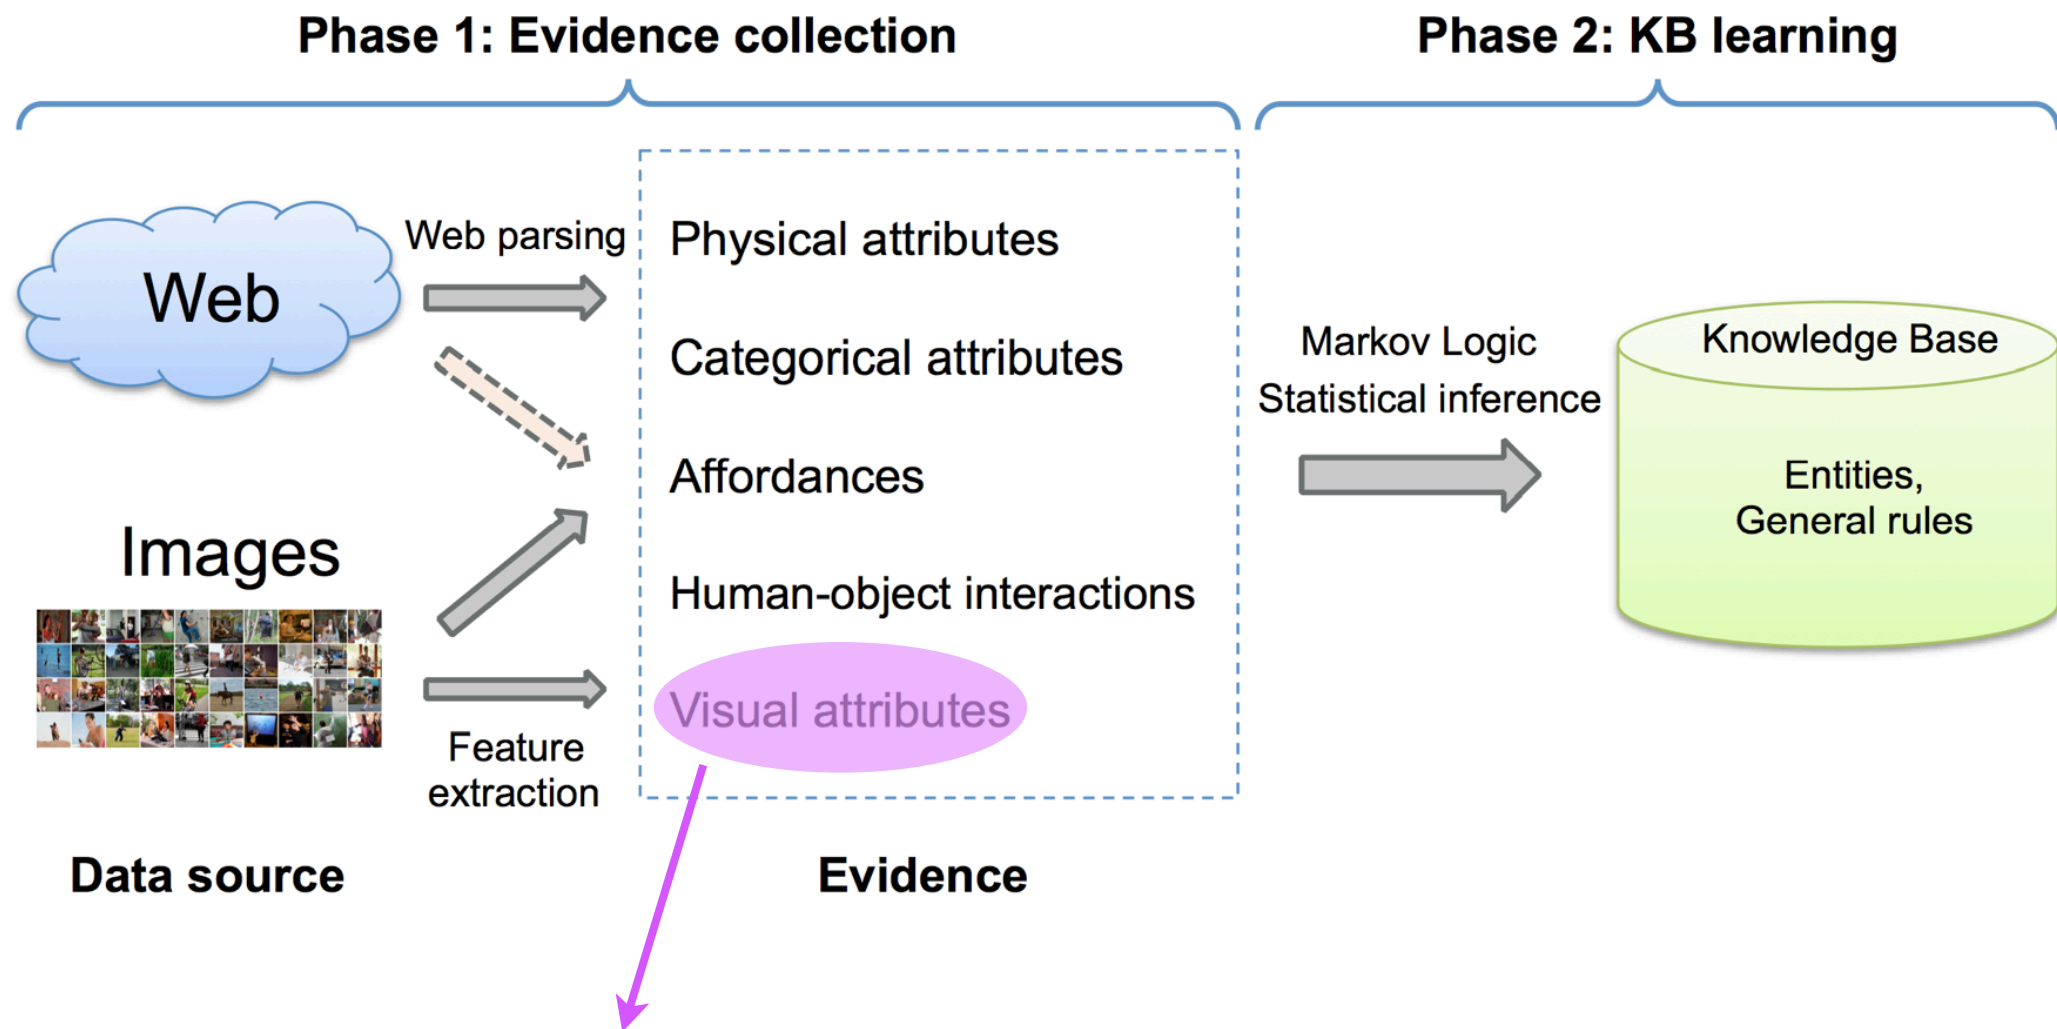 Phase 1: Evidence collection
Phase 2: KB learning
Web
Web parsing
Images
Feature
extraction
Data source
Physical attributes
Categorical attributes
Affordances
Human-object interactions
Visual attributes
Evidence
Markov Logic
Statistical inference
Knowledge Base
Entities,
General rules